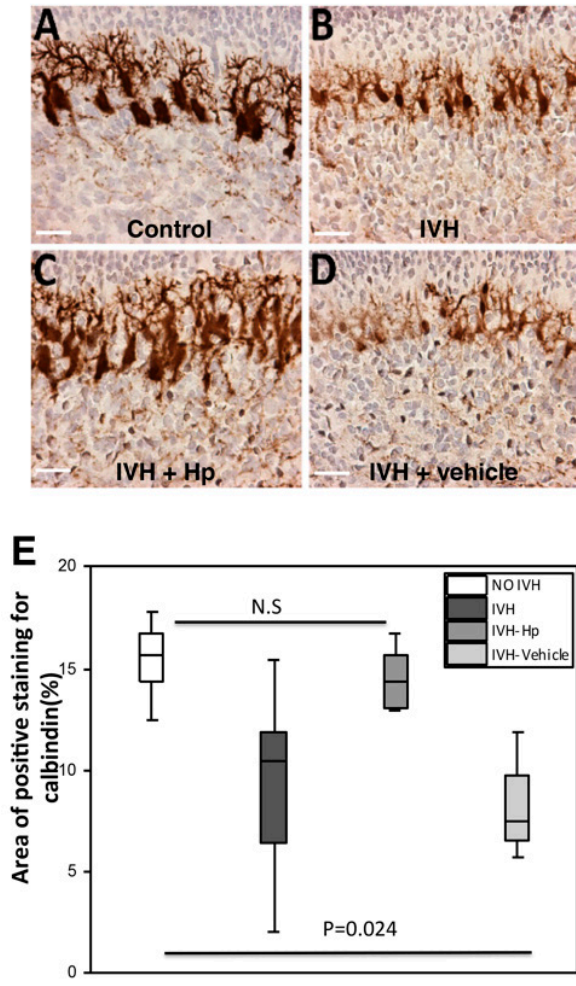 A
B
Control
IVH
C
D
IVH + Hp
IVH + vehicle
E
Area of positive staining for
calbindin(%)
20
15
10
5
0
N.S
NO IVH
IVH
IVH-Hp
IVH-Vehicle
P=0.024